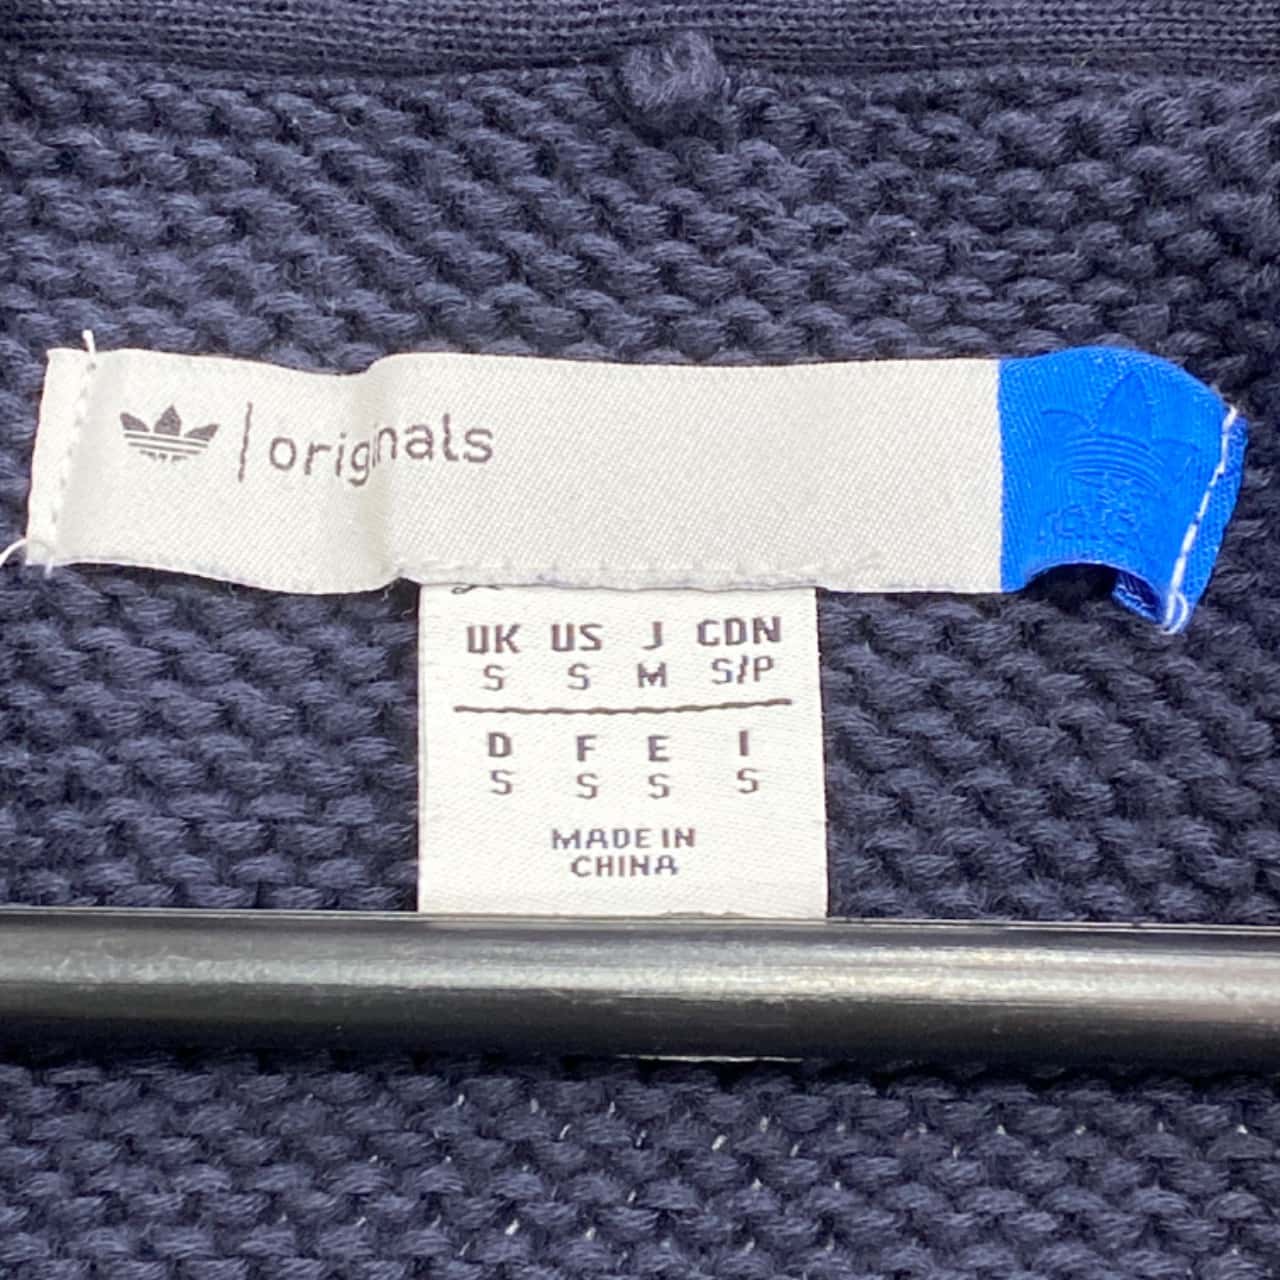 | originals
UK US J CDN
S S M S/P
D F E I
S S S S
MADE IN
CHINA